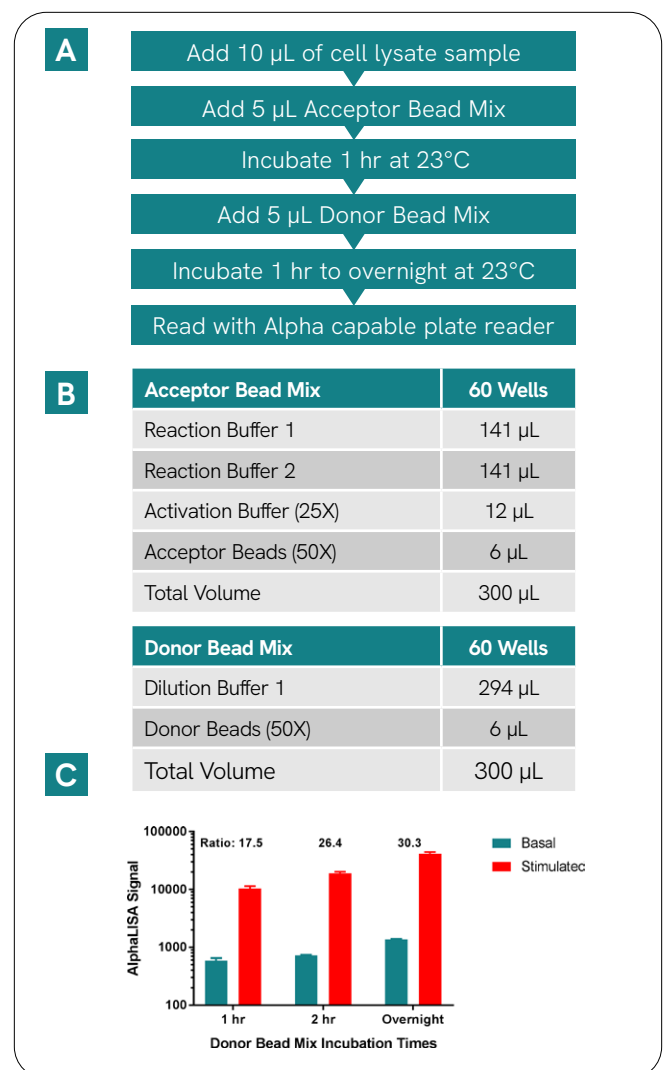 A
Add 10 µL of cell lysate sample
Add 5 µL Acceptor Bead Mix
Incubate 1 hr at 23°C
Add 5 µL Donor Bead Mix
Incubate 1 hr to overnight at 23°C
Read with Alpha capable plate reader
B
Acceptor Bead Mix 60 Wells
Reaction Buffer 1 141 µL
Reaction Buffer 2 141 µL
Activation Buffer (25X) 12 µL
Acceptor Beads (50X) 6 µL
Total Volume 300 µL
Donor Bead Mix 60 Wells
Dilution Buffer 1 294 µL
Donor Beads (50X) 6 µL
Total Volume 300 µL
C
100000
10000
1000
100
AlphaLISA Signal
Ratio: 17.5 26.4 30.3
Basal
Stimulatec
1 hr 2 hr Overnight
Donor Bead Mix Incubation Times